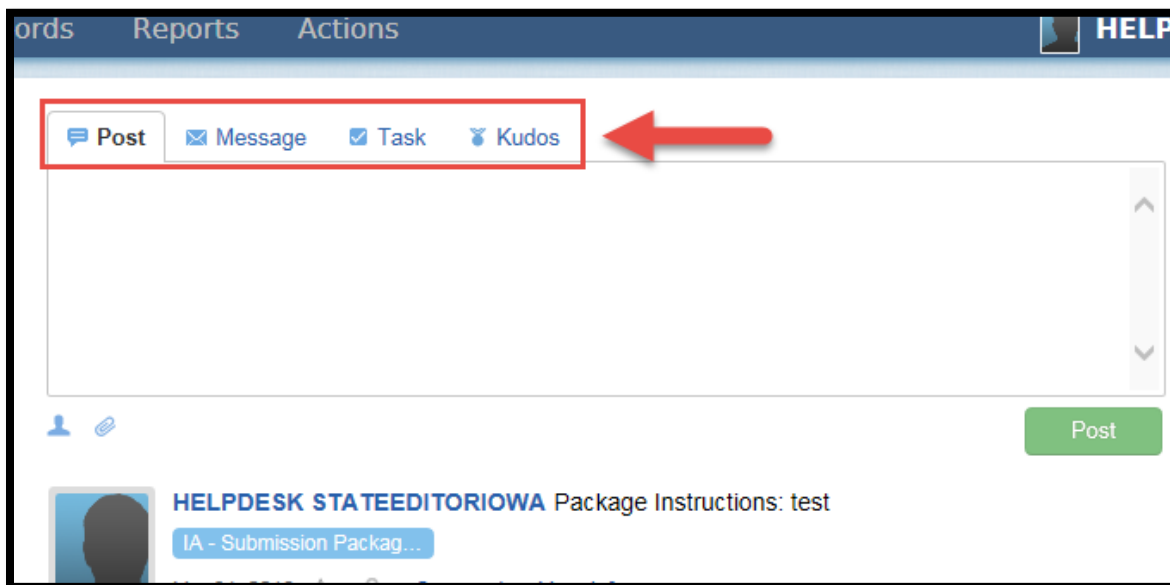 ords Reports Actions HELP
Post Message Task Kudos
Post
HELPDESK STATEEDITORIOWA Package Instructions: test
IA - Submission Packag...